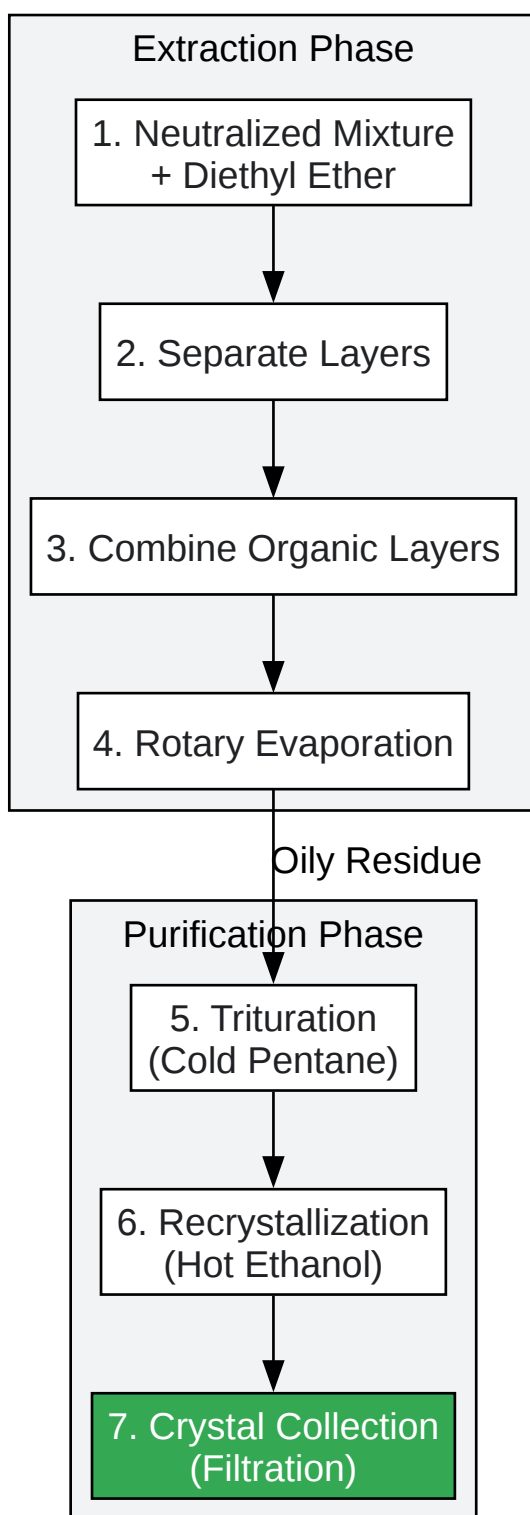 Extraction Phase
1. Neutralized Mixture
+ Diethyl Ether
2. Separate Layers
3. Combine Organic Layers
4. Rotary Evaporation
Oily Residue
Purification Phase
5. Trituration
(Cold Pentane)
6. Recrystallization
(Hot Ethanol)
7. Crystal Collection
(Filtration)